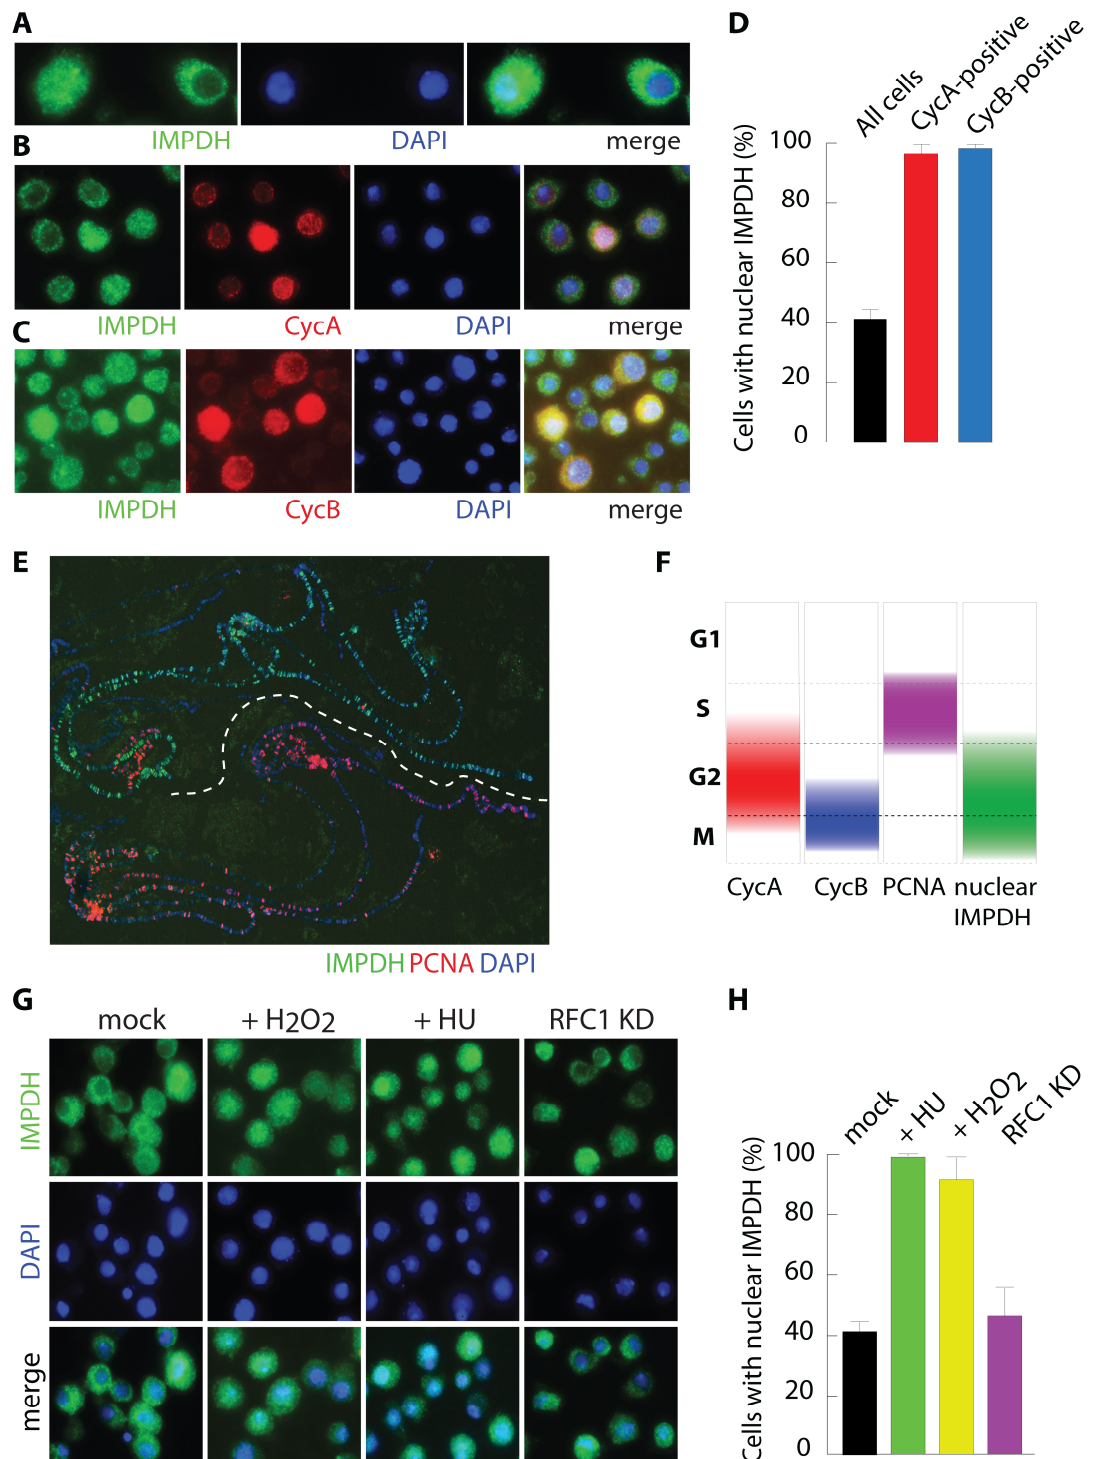 A
IMPDH DAPI merge
B
IMPDH CycA DAPI merge
C
IMPDH CycB DAPI merge
D
All cells
CycA-positive
CycB-positive
Cells with nuclear IMPDH (%)
100
80
60
40
20
0
E
IMPDH PCNA DAPI
F
G1
S
G2
M
CycA CycB PCNA nuclear
IMPDH
G
mock + H2O2 + HU RFC1 KD
IMPDH
DAPI
merge
H
mock
+ HU
+ H2O2
RFC1 KD
Cells with nuclear IMPDH (%)
100
80
60
40
20
0